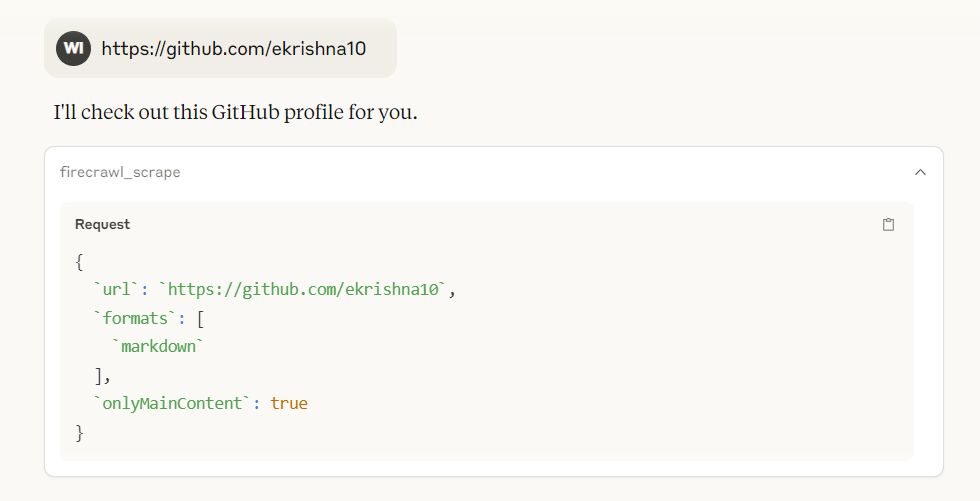 WI https://github.com/ekrishna10
I'll check out this GitHub profile for you.
firecrawl_scrape
Request
{
`url`: `https://github.com/ekrishna10`,
`formats`: [
`markdown`
],
`onlyMainContent`: true
}